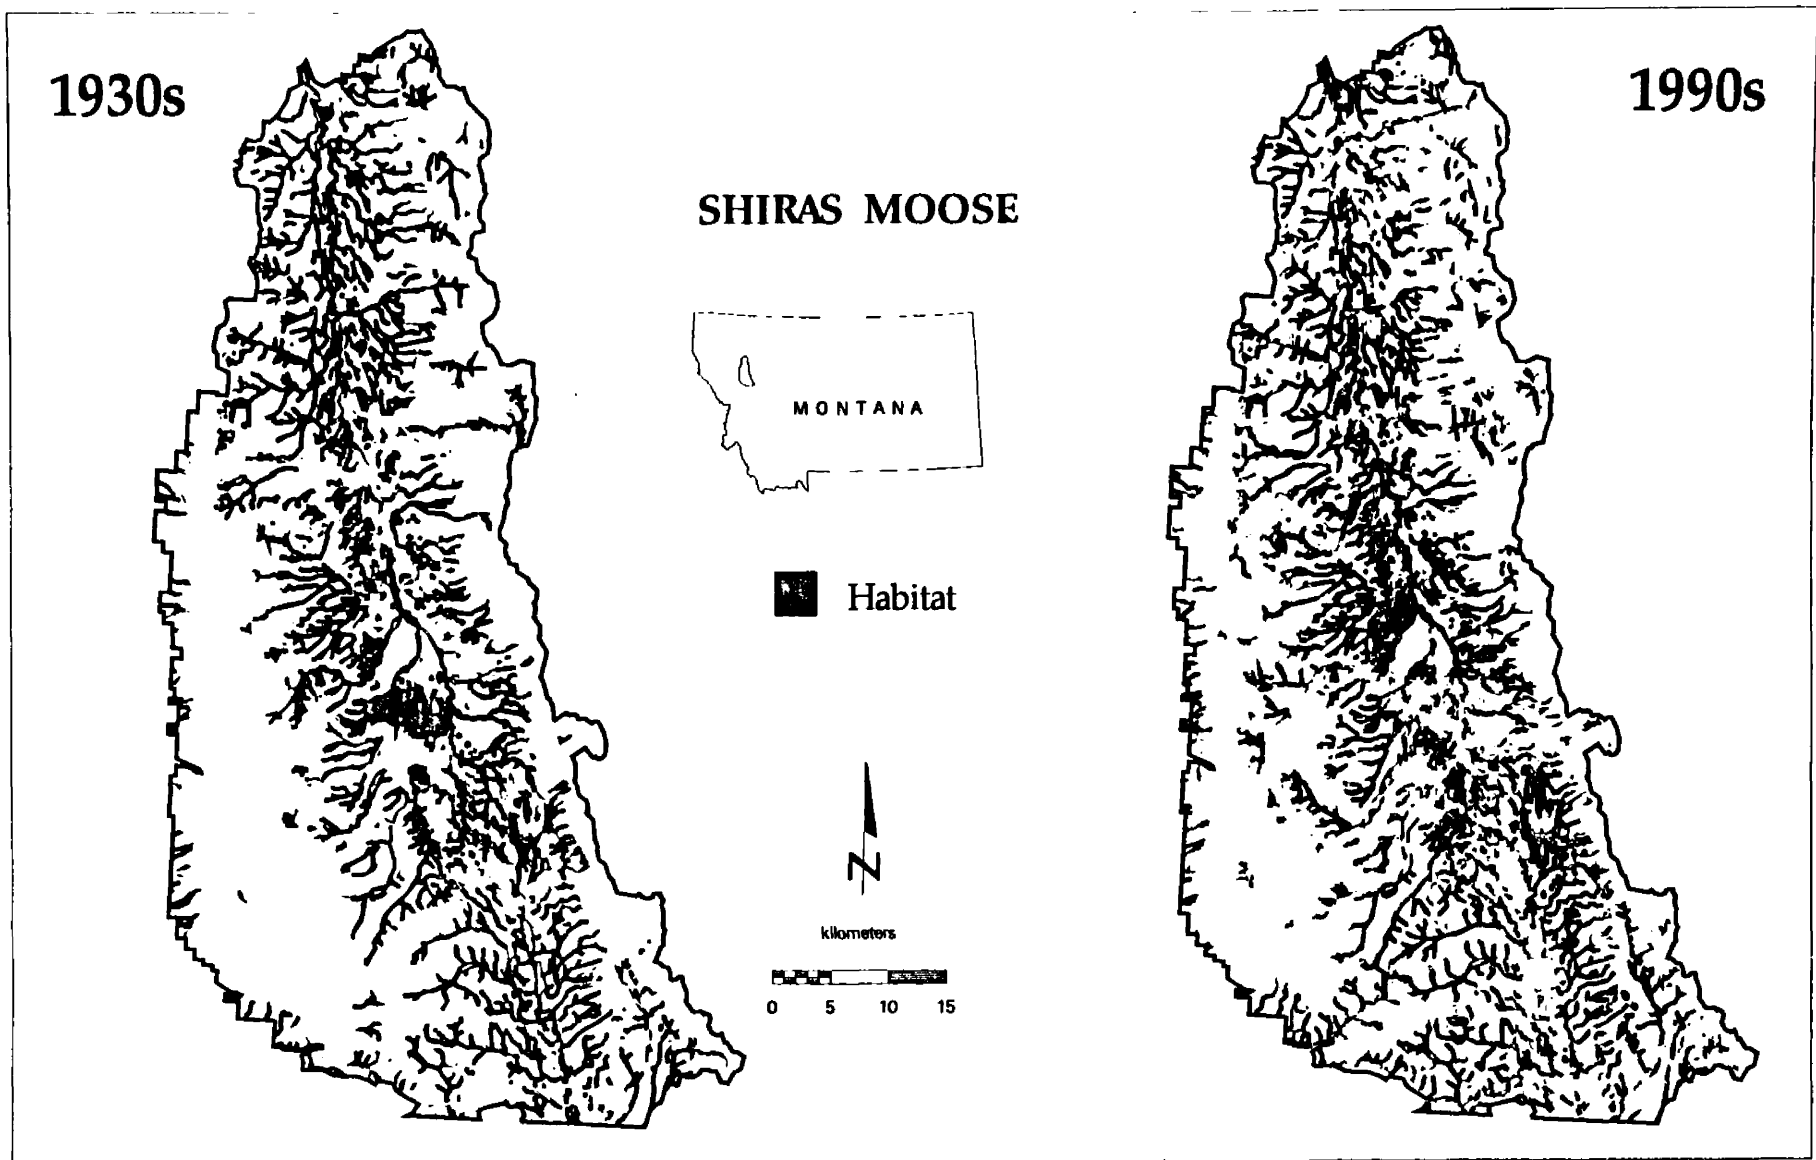 1930s
1990s
SHIRAS MOOSE
MONTANA
Habitat
N
kilometers
0 5 10 15